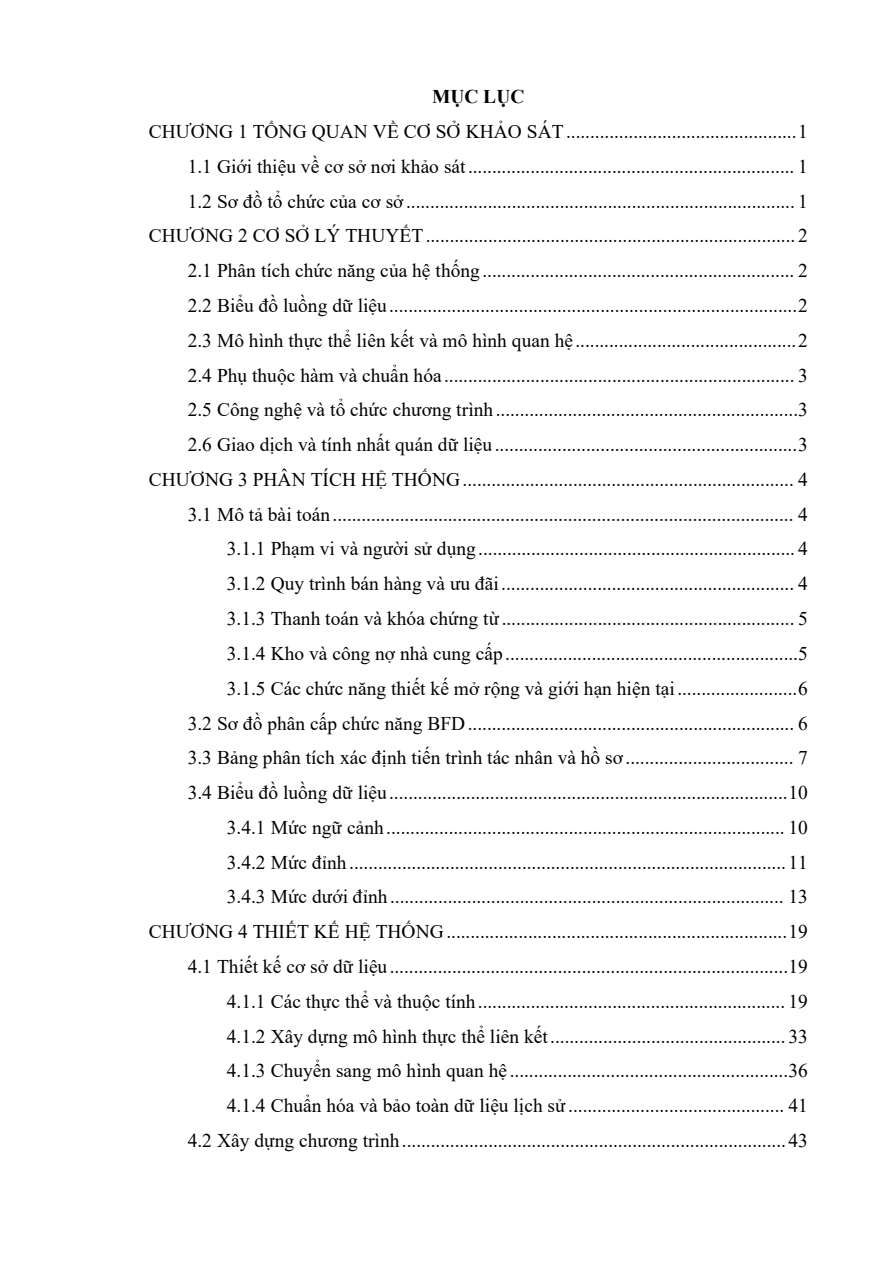 MỤC LỤC
CHƯƠNG 1 TỔNG QUAN VỀ CƠ SỞ KHẢO SÁT 1
1.1 Giới thiệu về cơ sở nơi khảo sát 1
1.2 Sơ đồ tổ chức của cơ sở 1
CHƯƠNG 2 CƠ SỞ LÝ THUYẾT 2
2.1 Phân tích chức năng của hệ thống 2
2.2 Biểu đồ luồng dữ liệu 2
2.3 Mô hình thực thể liên kết và mô hình quan hệ 2
2.4 Phụ thuộc hàm và chuẩn hóa 3
2.5 Công nghệ và tổ chức chương trình 3
2.6 Giao dịch và tính nhất quán dữ liệu 3
CHƯƠNG 3 PHÂN TÍCH HỆ THỐNG 4
3.1 Mô tả bài toán 4
3.1.1 Phạm vi và người sử dụng 4
3.1.2 Quy trình bán hàng và ưu đãi 4
3.1.3 Thanh toán và khóa chứng từ 5
3.1.4 Kho và công nợ nhà cung cấp 5
3.1.5 Các chức năng thiết kế mở rộng và giới hạn hiện tại 6
3.2 Sơ đồ phân cấp chức năng BFD 6
3.3 Bảng phân tích xác định tiến trình tác nhân và hồ sơ 7
3.4 Biểu đồ luồng dữ liệu 10
3.4.1 Mức ngữ cảnh 10
3.4.2 Mức đỉnh 11
3.4.3 Mức dưới đỉnh 13
CHƯƠNG 4 THIẾT KẾ HỆ THỐNG 19
4.1 Thiết kế cơ sở dữ liệu 19
4.1.1 Các thực thể và thuộc tính 19
4.1.2 Xây dựng mô hình thực thể liên kết 33
4.1.3 Chuyển sang mô hình quan hệ 36
4.1.4 Chuẩn hóa và bảo toàn dữ liệu lịch sử 41
4.2 Xây dựng chương trình 43